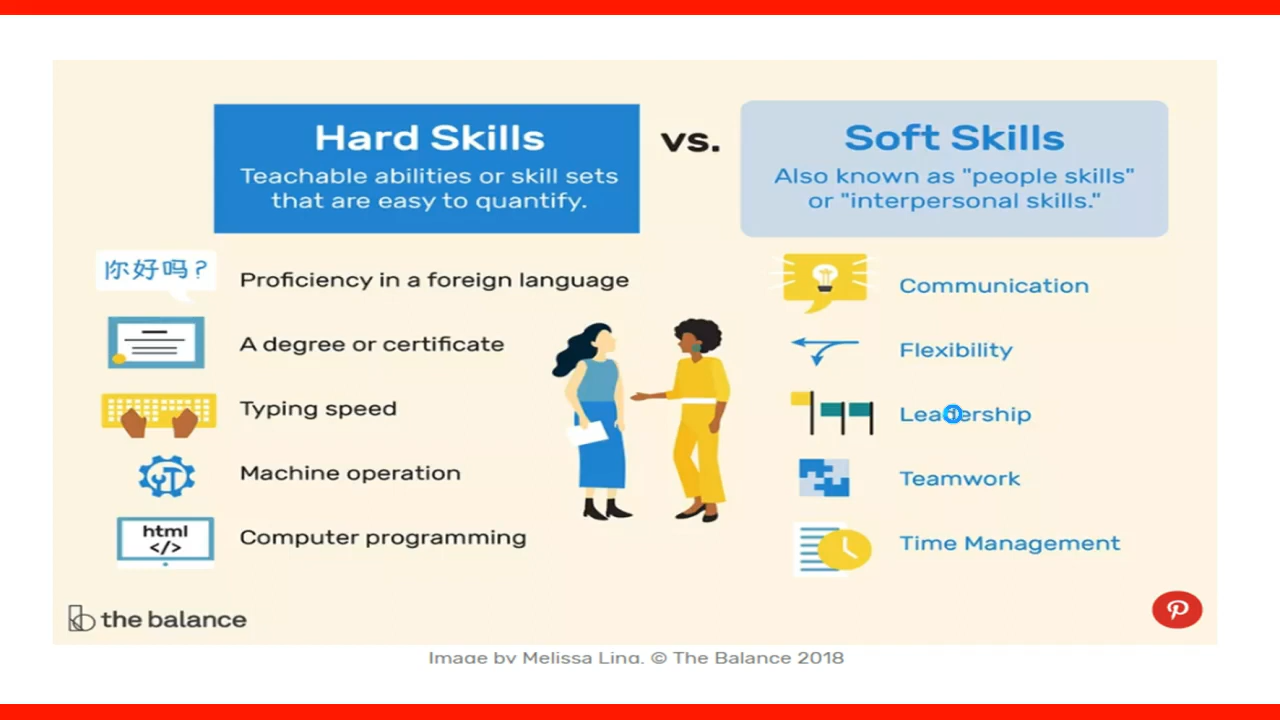 Hard Skills
Teachable abilities or skill sets
that are easy to quantify.
vs.
Soft Skills
Also known as "people skills"
or "interpersonal skills."
你好吗?
Proficiency in a foreign language
A degree or certificate
Typing speed
Machine operation
html
</>
Computer programming
Communication
Flexibility
Leadership
Teamwork
Time Management
the balance
Image by Melissa Ling. © The Balance 2018